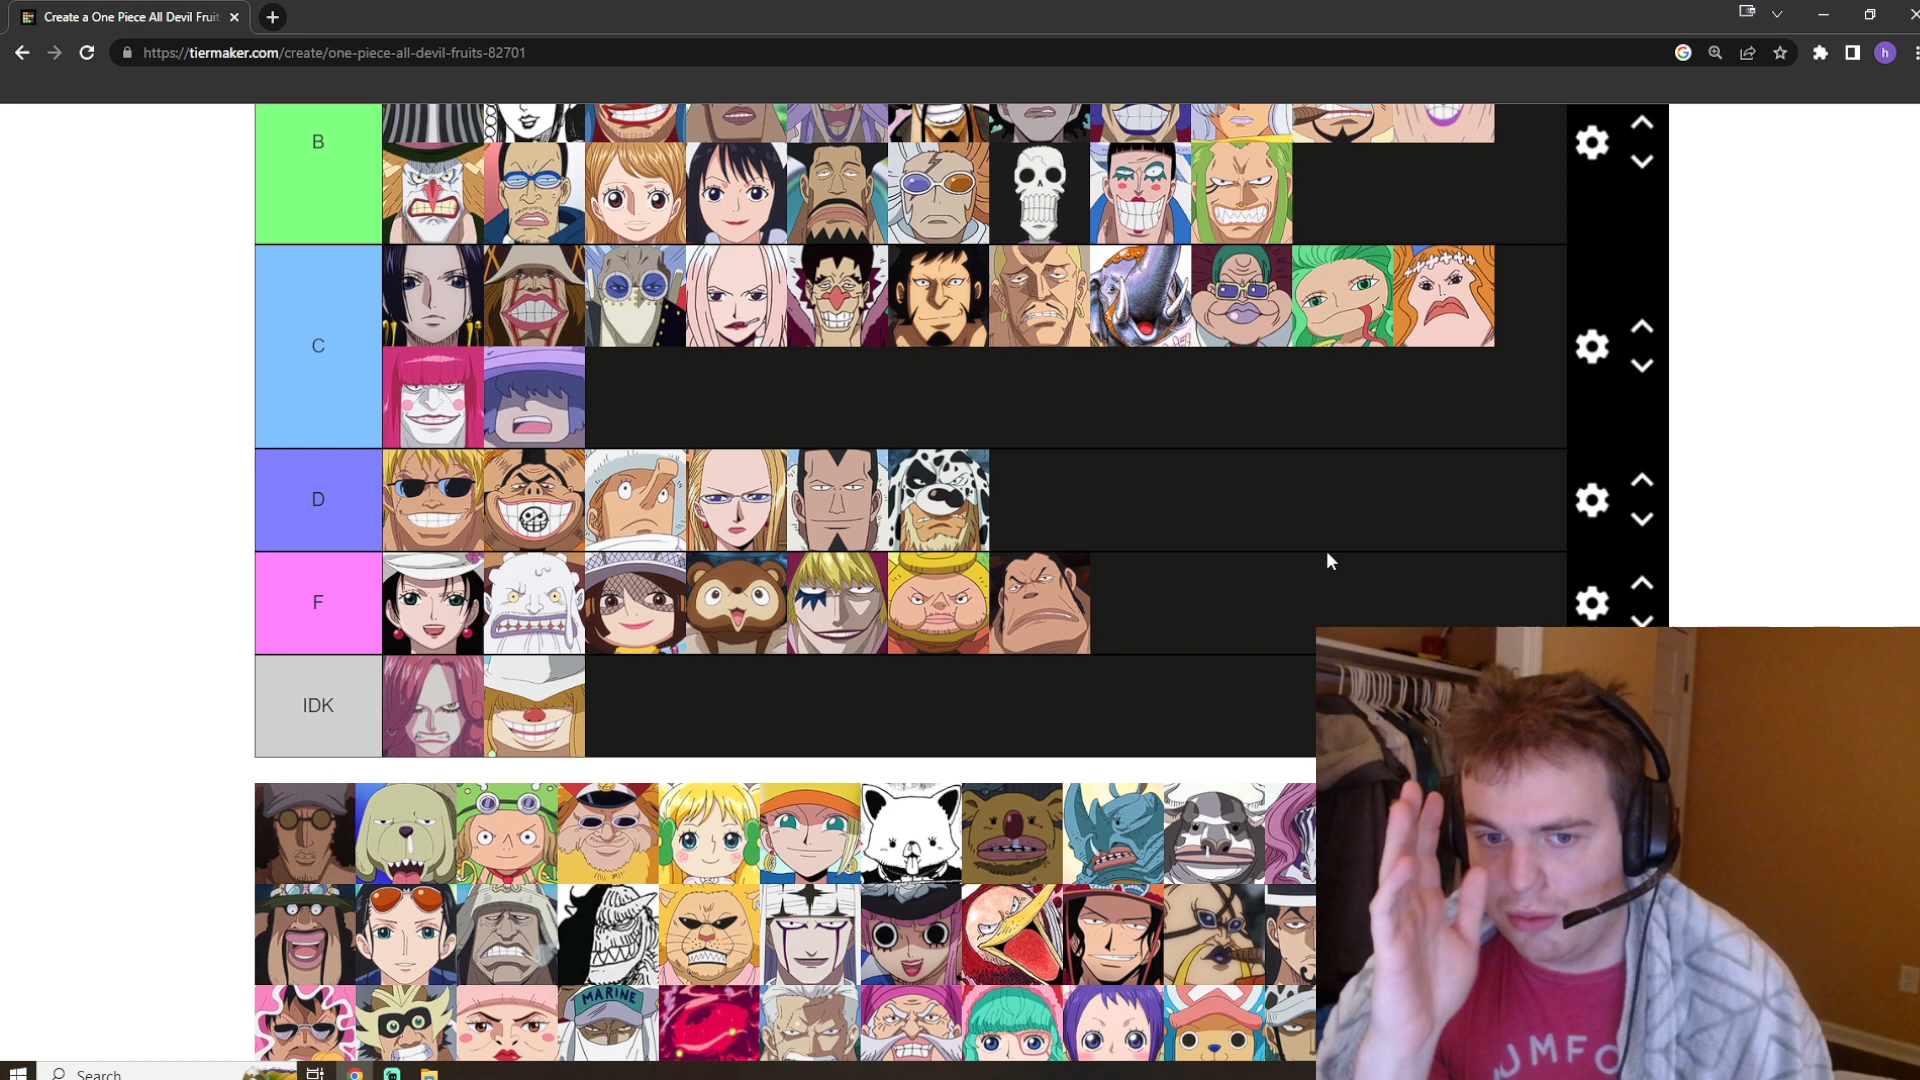 Create a One Piece All Devil Fruit
https://tiermaker.com/create/one-piece-all-devil-fruits-82701
h
B
C
D
F
IDK
MARINE
JMFO
Search